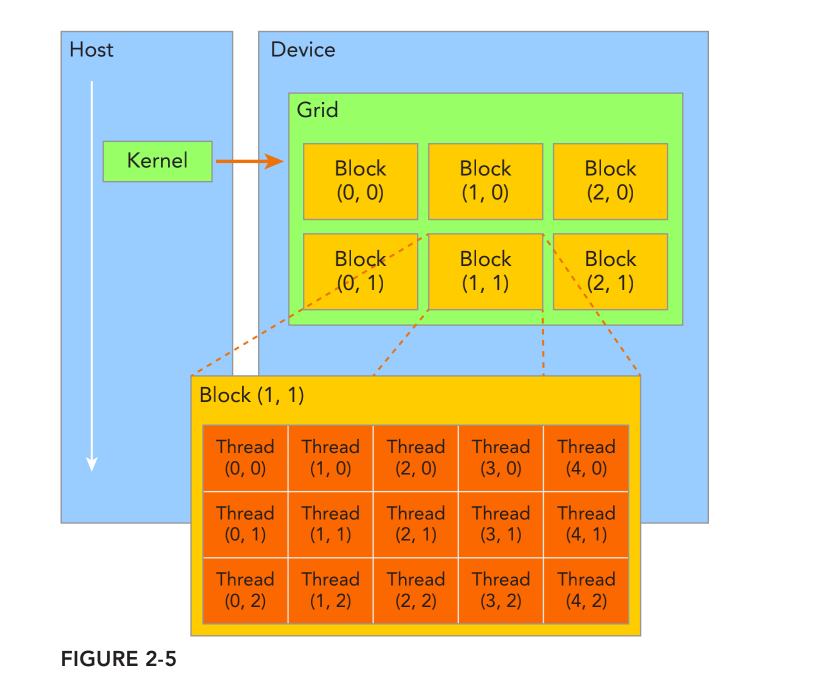 Host
Device
Grid
Kernel
Block
(0, 0)
Block
(1, 0)
Block
(2, 0)
Block
(0, 1)
Block
(1, 1)
Block
(2, 1)
Block (1, 1)
Thread
(0, 0)
Thread
(1, 0)
Thread
(2, 0)
Thread
(3, 0)
Thread
(4, 0)
Thread
(0, 1)
Thread
(1, 1)
Thread
(2, 1)
Thread
(3, 1)
Thread
(4, 1)
Thread
(0, 2)
Thread
(1, 2)
Thread
(2, 2)
Thread
(3, 2)
Thread
(4, 2)
FIGURE 2-5